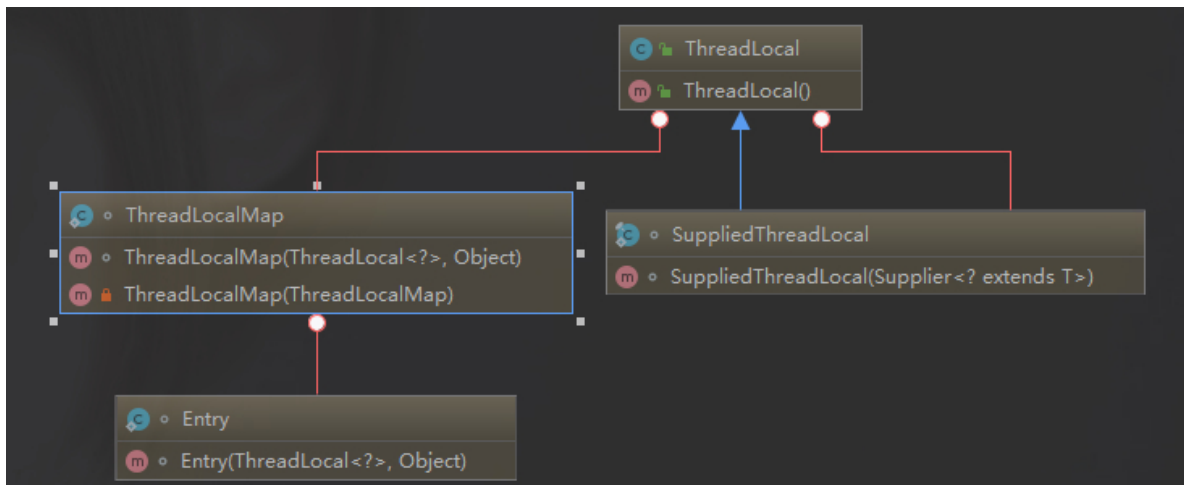 ThreadLocal
ThreadLocal()
ThreadLocalMap
ThreadLocalMap(ThreadLocal<?>, Object)
ThreadLocalMap(ThreadLocalMap)
SuppliedThreadLocal
SuppliedThreadLocal(Supplier<? extends T>)
Entry
Entry(ThreadLocal<?>, Object)